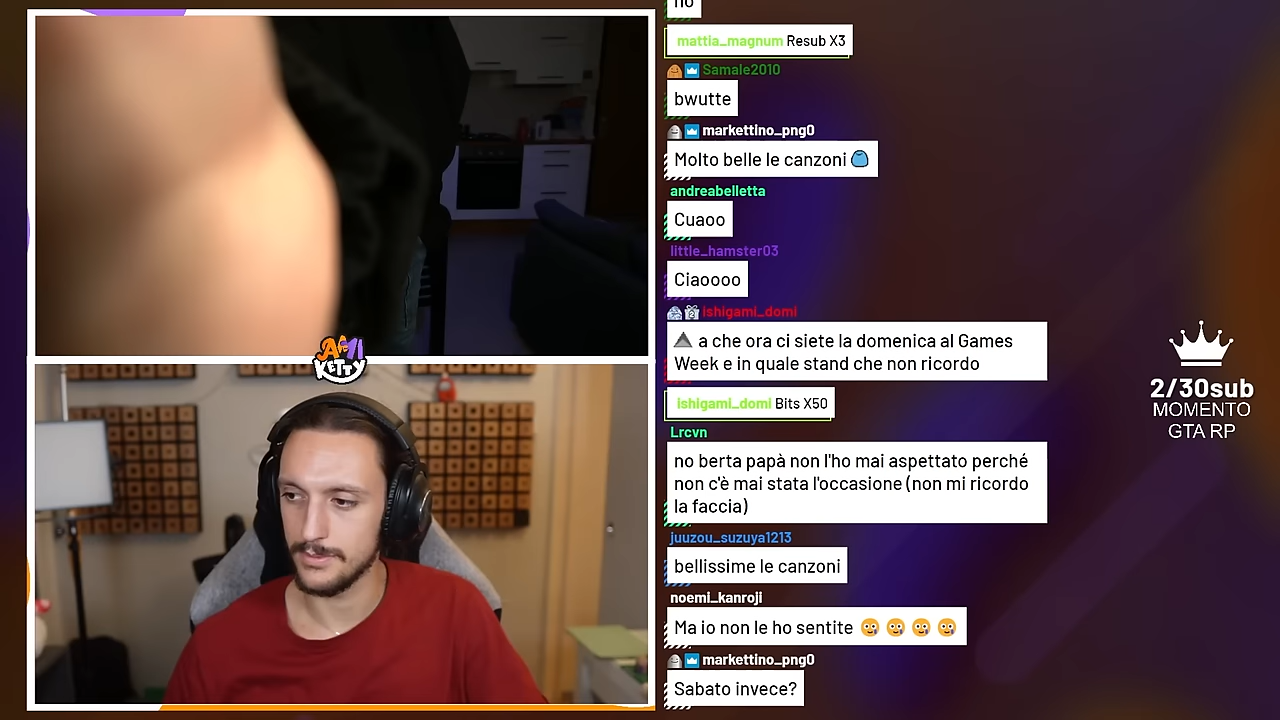 no
mattia_magnum Resub X3
Samale2010
bwutte
markettino_png0
Molto belle le canzoni
andreabelletta
Cuaoo
little_hamster03
Ciaoooo
ishigami_domi
a che ora ci siete la domenica al Games
Week e in quale stand che non ricordo
ishigami_domi Bits X50
Lrcvn
no berta papà non l'ho mai aspettato perché
non c'è mai stata l'occasione (non mi ricordo
la faccia)
juuzou_suzuya1213
bellissime le canzoni
noemi_kanroji
Ma io non le ho sentite
markettino_png0
Sabato invece?
AMI
KETTY
2/30sub
MOMENTO
GTA RP